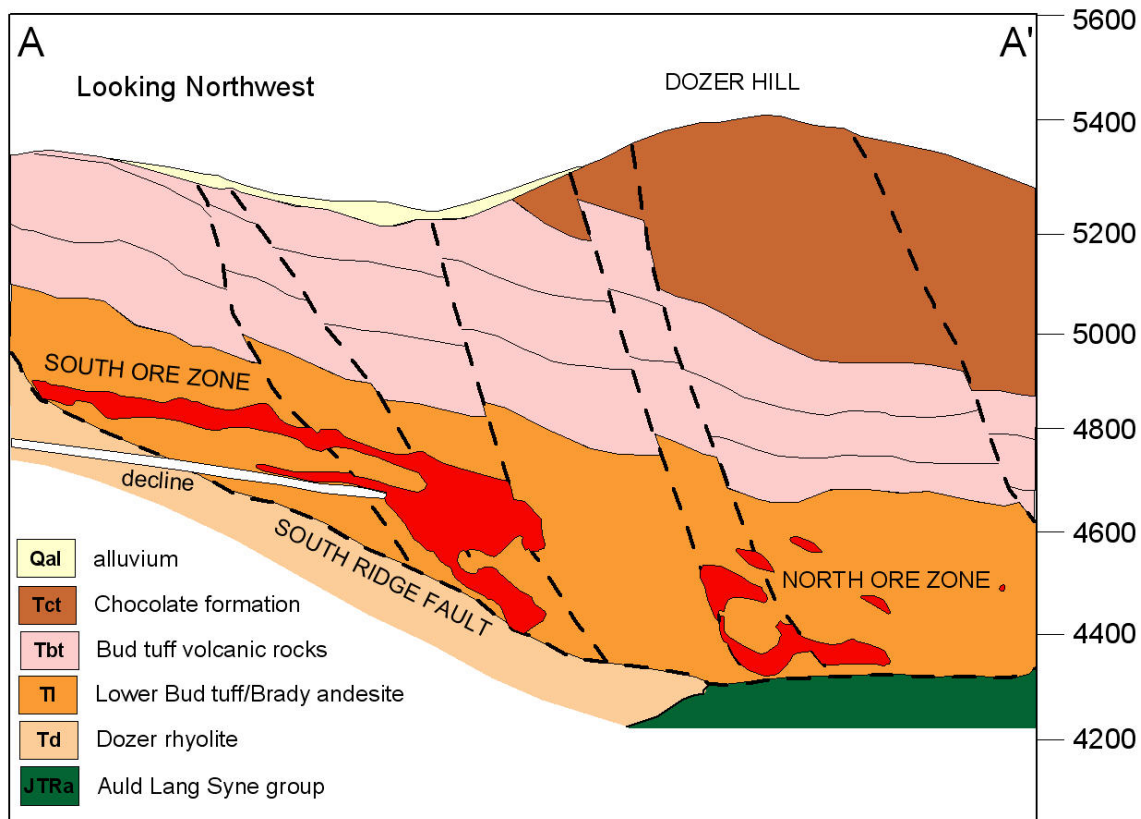 A
A'
Looking Northwest
DOZER HILL
5600
5400
5200
5000
4800
4600
4400
4200
SOUTH ORE ZONE
decline
SOUTH RIDGE FAULT
NORTH ORE ZONE
Qal alluvium
Tct Chocolate formation
Tbt Bud tuff volcanic rocks
Tl Lower Bud tuff/Brady andesite
Td Dozer rhyolite
JTRa Auld Lang Syne group